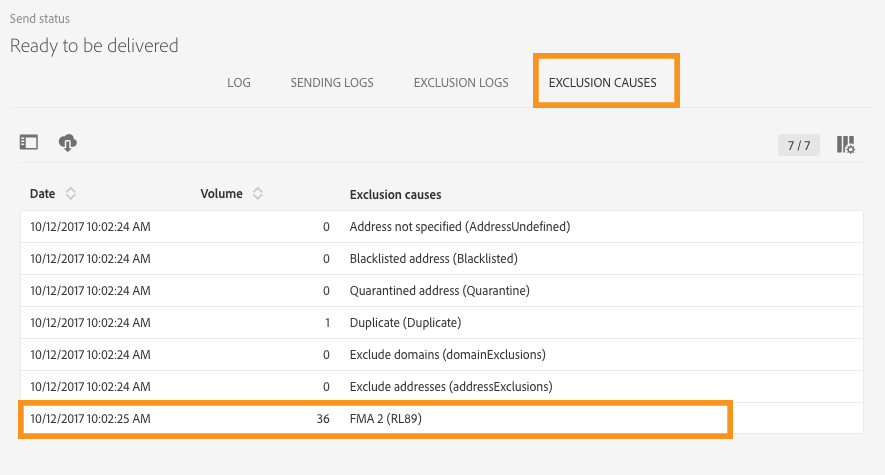 Send status
Ready to be delivered
LOG SENDING LOGS EXCLUSION LOGS EXCLUSION CAUSES
7 / 7
Date Volume Exclusion causes
10/12/2017 10:02:24 AM 0 Address not specified (AddressUndefined)
10/12/2017 10:02:24 AM 0 Blacklisted address (Blacklisted)
10/12/2017 10:02:24 AM 0 Quarantined address (Quarantine)
10/12/2017 10:02:24 AM 1 Duplicate (Duplicate)
10/12/2017 10:02:24 AM 0 Exclude domains (domainExclusions)
10/12/2017 10:02:24 AM 0 Exclude addresses (addressExclusions)
10/12/2017 10:02:25 AM 36 FMA 2 (RL89)